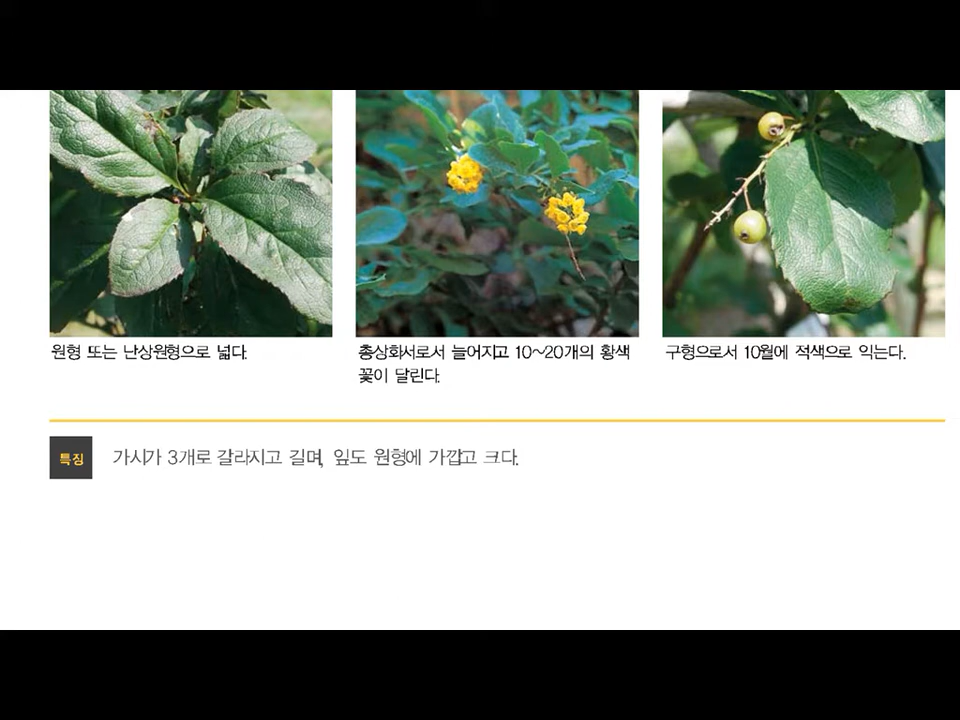 원형 또는 난상원형으로 넓다.
총상화서로서 늘어지고 10~20개의 황색
꽃이 달린다.
구형으로서 10월에 적색으로 익는다.
특징
가시가 3개로 갈라지고 길며, 잎도 원형에 가깝고 크다.